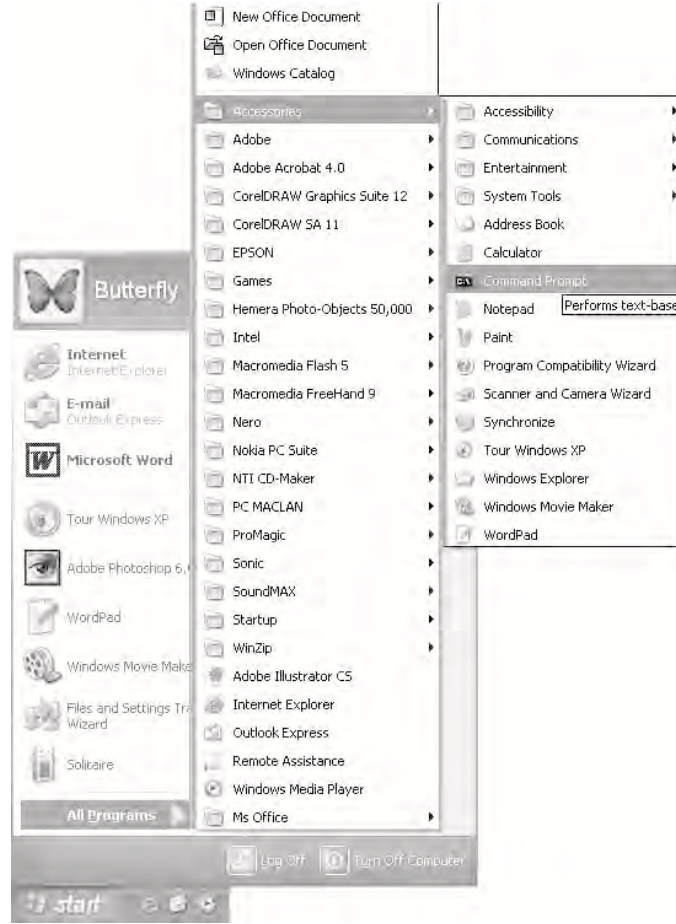 New Office Document
Open Office Document
Windows Catalog
Accessories
Adobe
Adobe Acrobat 4.0
CorelDRAW Graphics Suite 12
CorelDRAW SA 11
EPSON
Games
Hemera Photo-Objects 50,000
Intel
Macromedia Flash 5
Macromedia FreeHand 9
Nero
Nokia PC Suite
NTI CD-Maker
PC MACLAN
ProMagic
Sonic
SoundMAX
Startup
WinZip
Adobe Illustrator CS
Internet Explorer
Outlook Express
Remote Assistance
Windows Media Player
Ms Office
Accessibility
Communications
Entertainment
System Tools
Address Book
Calculator
Command Prompt
Notepad
Performs text-base
Paint
Program Compatibility Wizard
Scanner and Camera Wizard
Synchronize
Tour Windows XP
Windows Explorer
Windows Movie Maker
WordPad
Butterfly
Internet
Internet Explorer
E-mail
Outlook Express
Microsoft Word
Tour Windows XP
Adobe Photoshop 6.
WordPad
Windows Movie Make
Files and Settings Tra
Wizard
Solitaire
All Programs
Log Off
Turn Off Computer
start